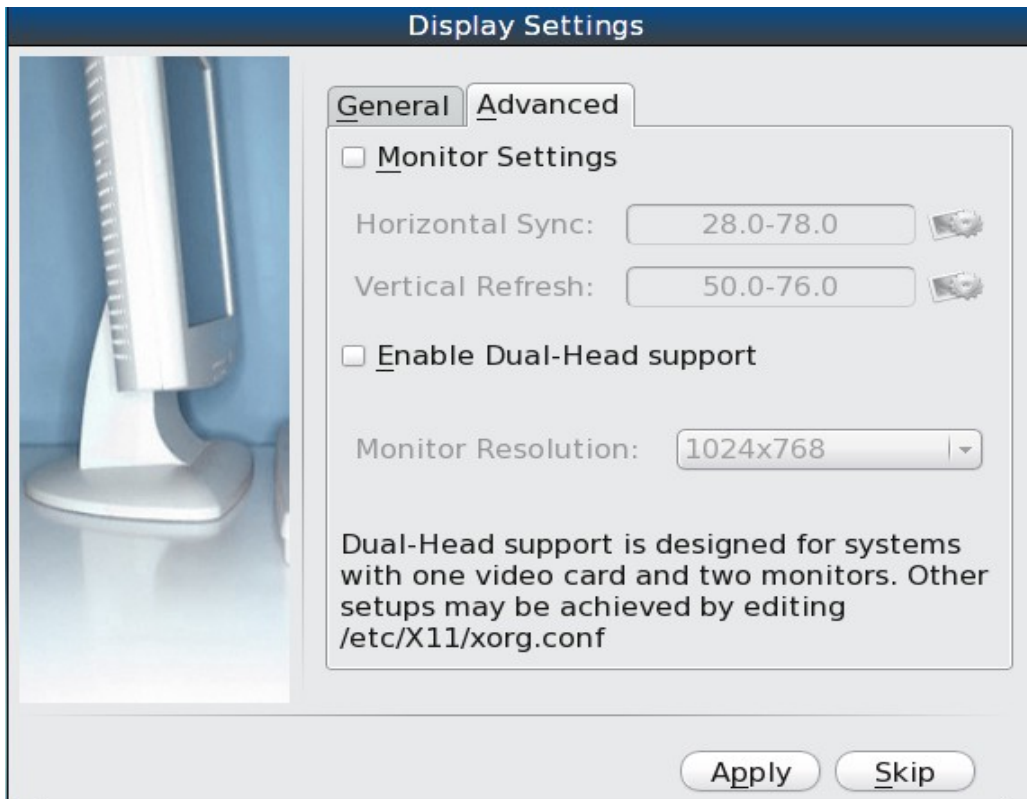 Display Settings
General Advanced
Monitor Settings
Horizontal Sync: 28.0-78.0
Vertical Refresh: 50.0-76.0
Enable Dual-Head support
Monitor Resolution: 1024x768
Dual-Head support is designed for systems
with one video card and two monitors. Other
setups may be achieved by editing
/etc/X11/xorg.conf
Apply Skip